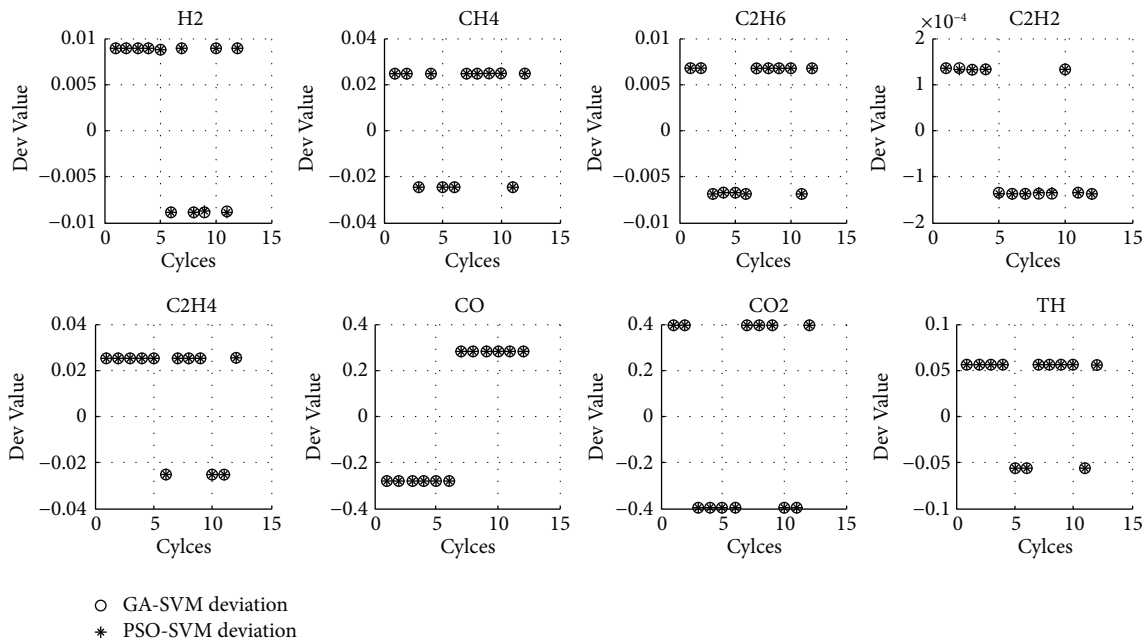 H2
0.01
0.005
0
−0.005
−0.01
Dev Value
0 5 10 15
Cylces
CH4
0.04
0.02
0
−0.02
−0.04
Dev Value
0 5 10 15
Cylces
C2H6
0.01
0.005
0
−0.005
−0.01
Dev Value
0 5 10 15
Cylces
×10⁻⁴ C2H2
2
1
0
−1
−2
Dev Value
0 5 10 15
Cylces
C2H4
0.04
0.02
0
−0.02
−0.04
Dev Value
0 5 10 15
Cylces
CO
0.4
0.2
0
−0.2
−0.4
Dev Value
0 5 10 15
Cylces
CO2
0.4
0.2
0
−0.2
−0.4
Dev Value
0 5 10 15
Cylces
TH
0.1
0.05
0
−0.05
−0.1
Dev Value
0 5 10 15
Cylces
GA-SVM deviation
PSO-SVM deviation